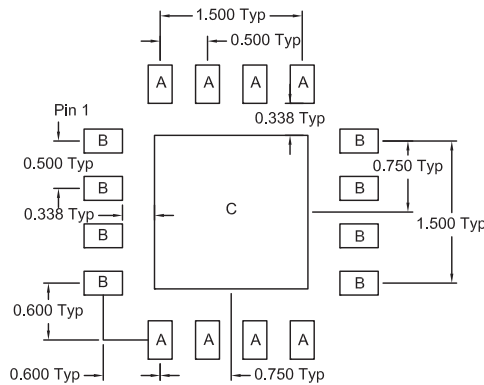 1.500 Typ
0.500 Typ
A A A A
Pin 1
0.338 Typ
B B
0.500 Typ
0.750 Typ
B B
0.338 Typ
C
1.500 Typ
B B
B B
0.600 Typ
A A A A
0.600 Typ
0.750 Typ